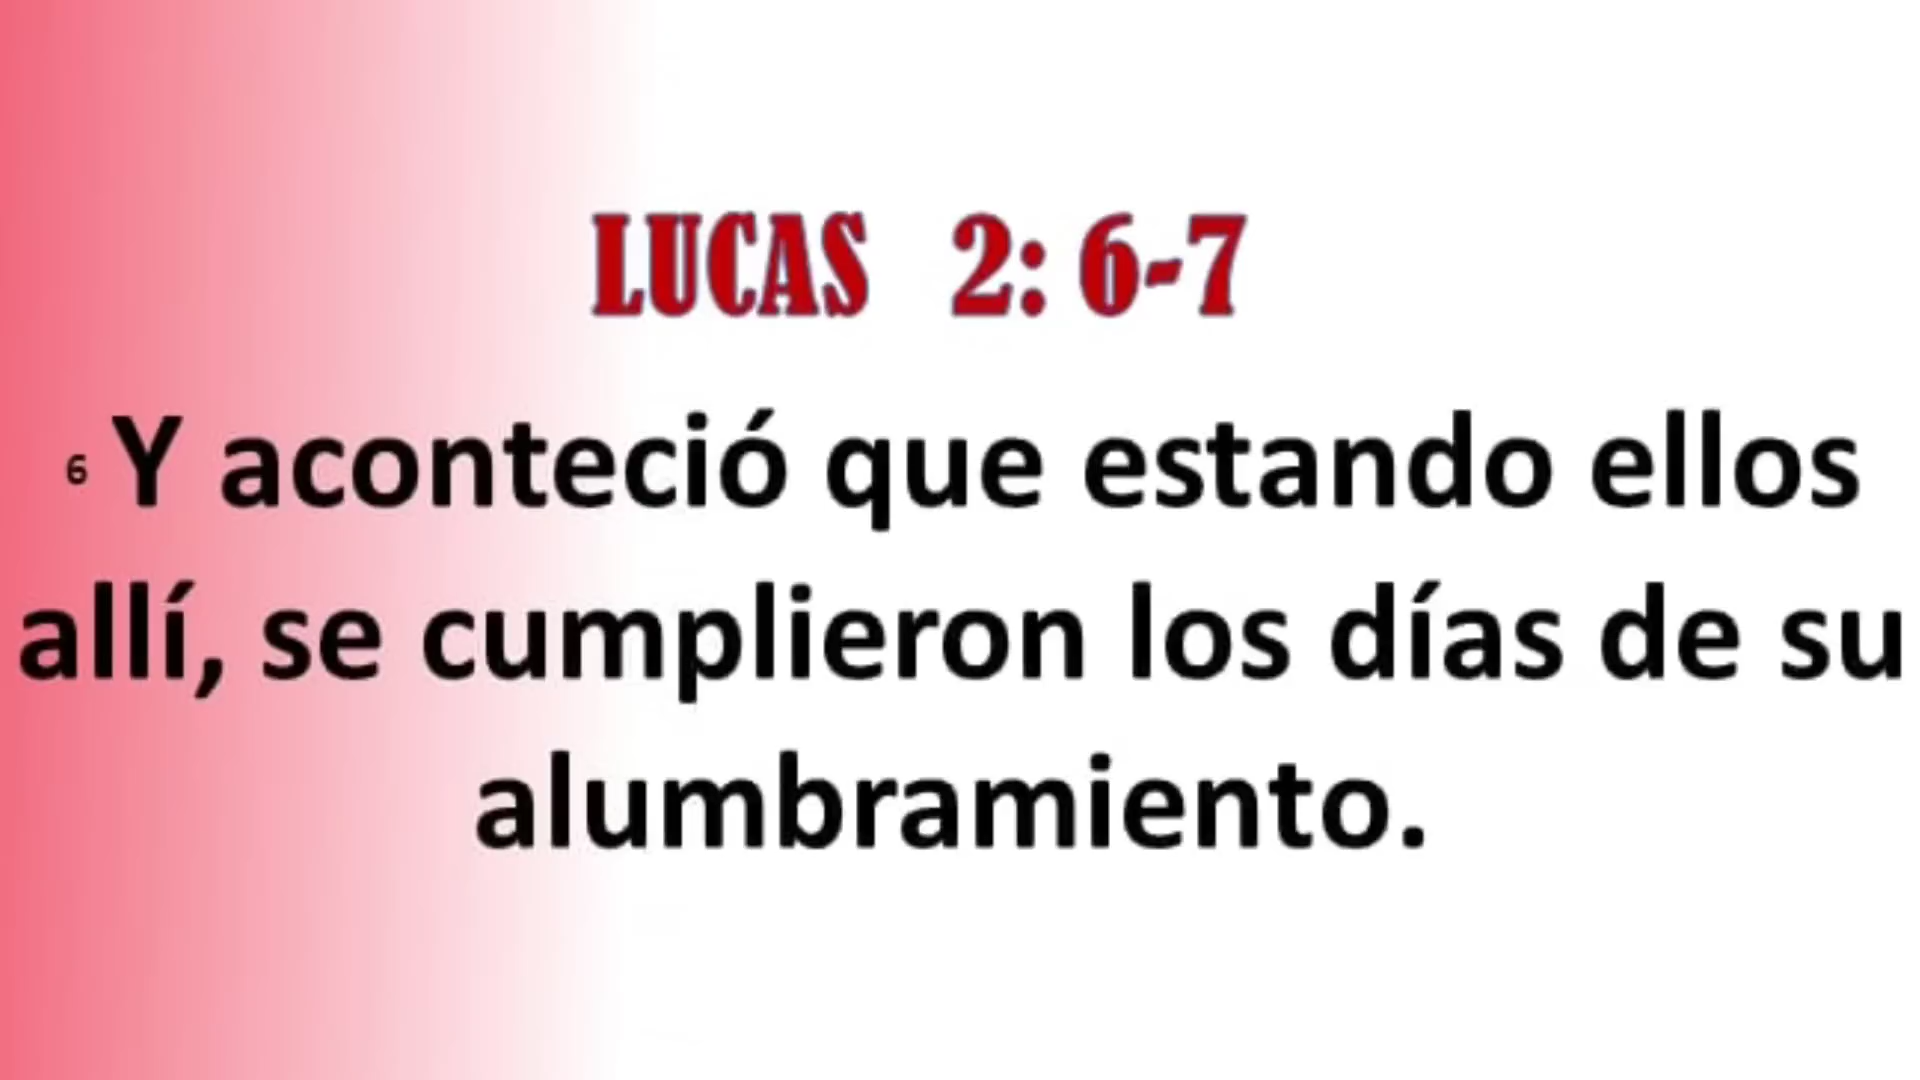 LUCAS 2: 6-7
6 Y aconteció que estando ellos
allí, se cumplieron los días de su
alumbramiento.